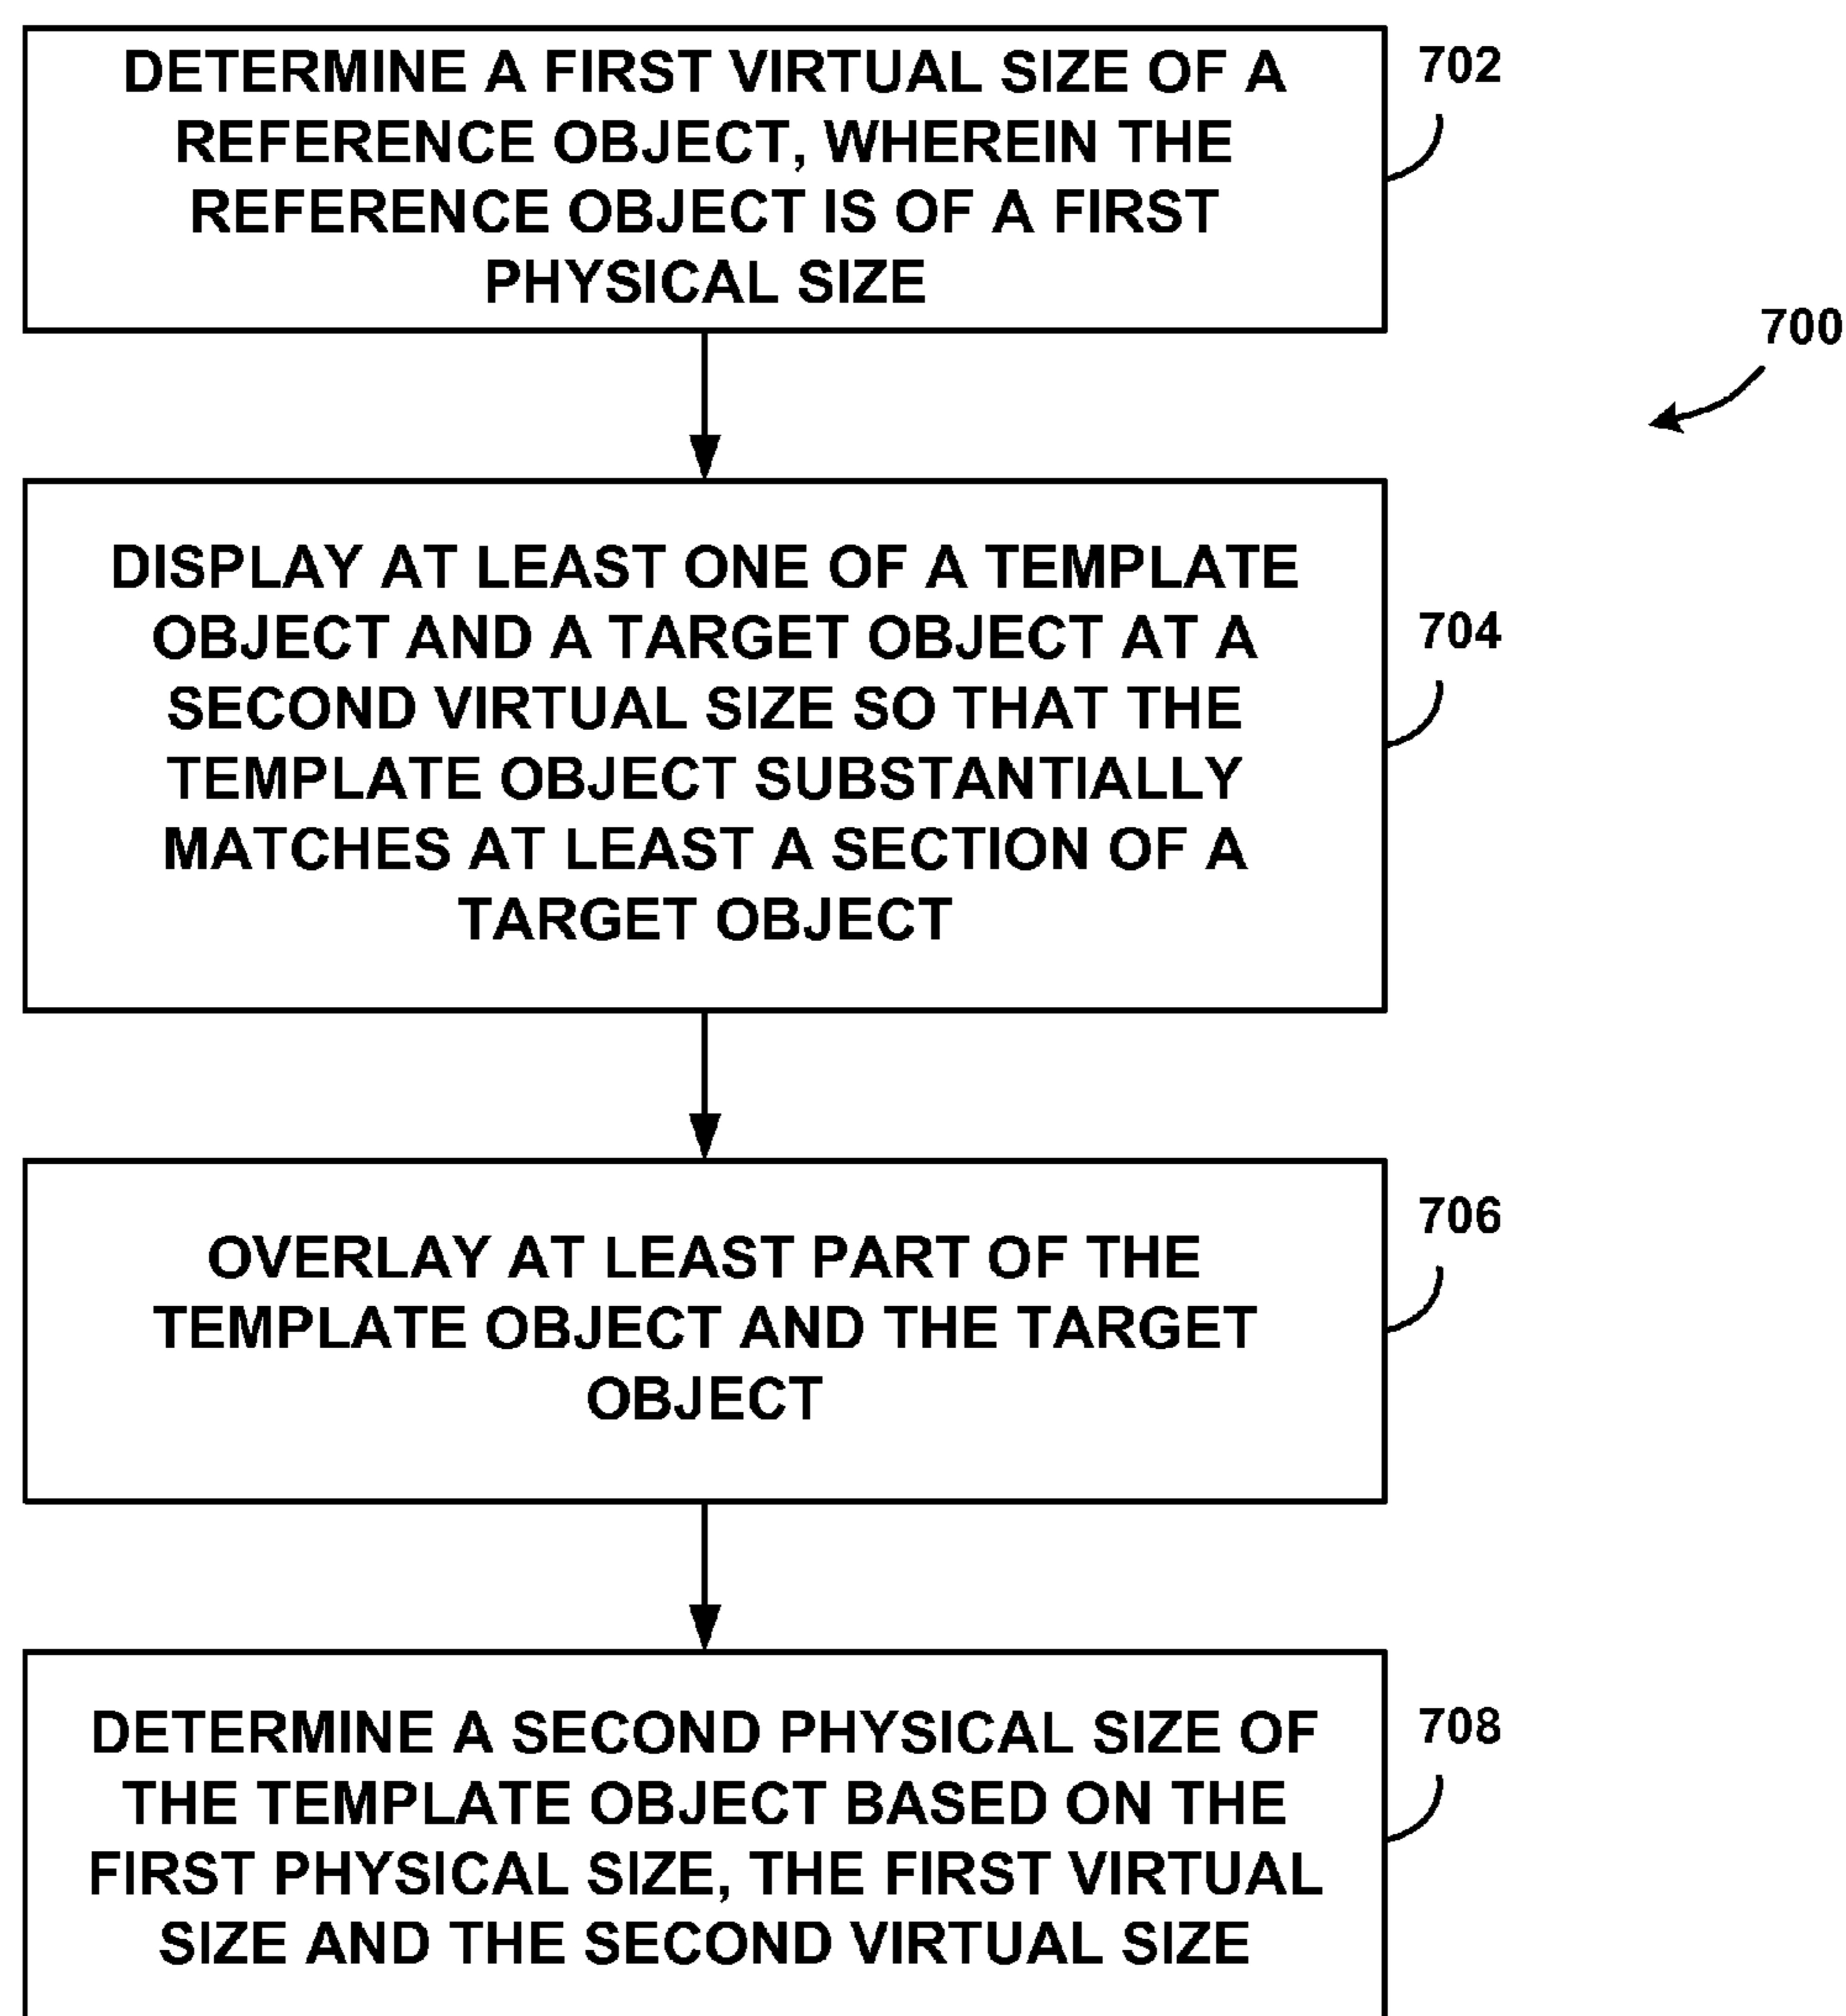 DETERMINE A FIRST VIRTUAL SIZE OF A
REFERENCE OBJECT, WHEREIN THE
REFERENCE OBJECT IS OF A FIRST
PHYSICAL SIZE
702
700
DISPLAY AT LEAST ONE OF A TEMPLATE
OBJECT AND A TARGET OBJECT AT A
SECOND VIRTUAL SIZE SO THAT THE
TEMPLATE OBJECT SUBSTANTIALLY
MATCHES AT LEAST A SECTION OF A
TARGET OBJECT
704
OVERLAY AT LEAST PART OF THE
TEMPLATE OBJECT AND THE TARGET
OBJECT
706
DETERMINE A SECOND PHYSICAL SIZE OF
THE TEMPLATE OBJECT BASED ON THE
FIRST PHYSICAL SIZE, THE FIRST VIRTUAL
SIZE AND THE SECOND VIRTUAL SIZE
708